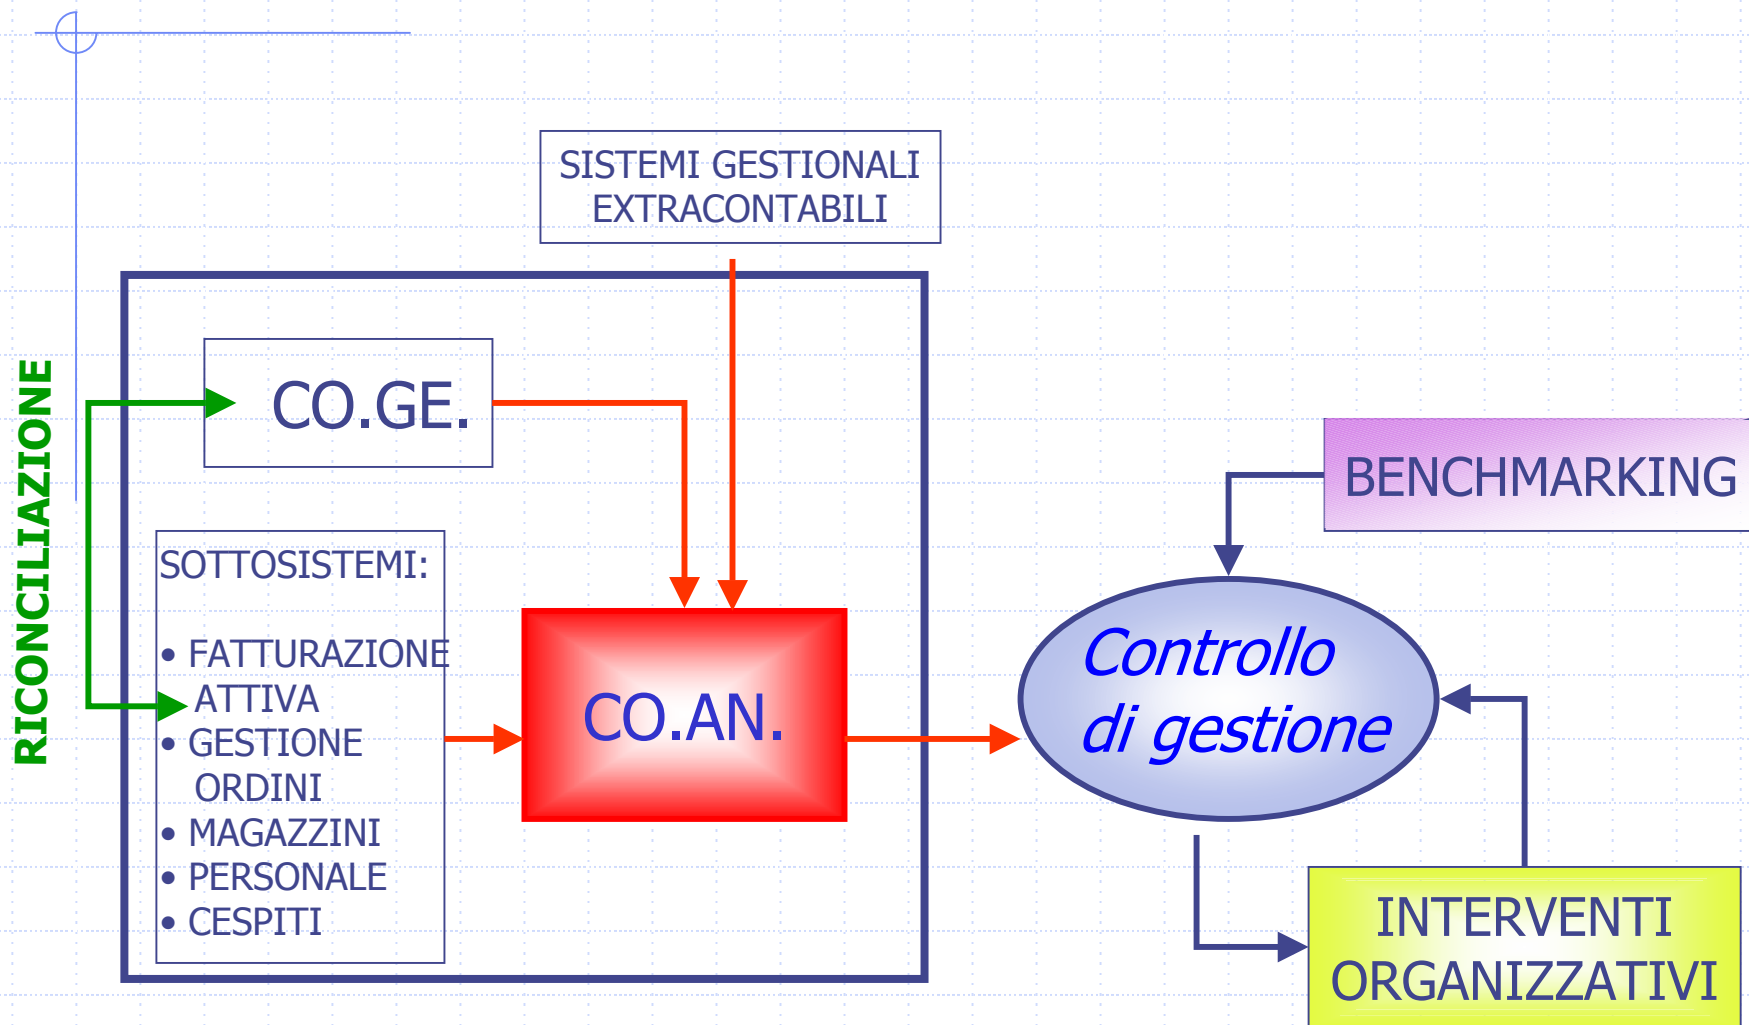 SISTEMI GESTIONALI
EXTRACONTABILI
RICONCILIAZIONE
CO.GE.
SOTTOSISTEMI:
• FATTURAZIONE
ATTIVA
• GESTIONE
ORDINI
• MAGAZZINI
• PERSONALE
• CESPITI
CO.AN.
BENCHMARKING
Controllo
di gestione
INTERVENTI
ORGANIZZATIVI